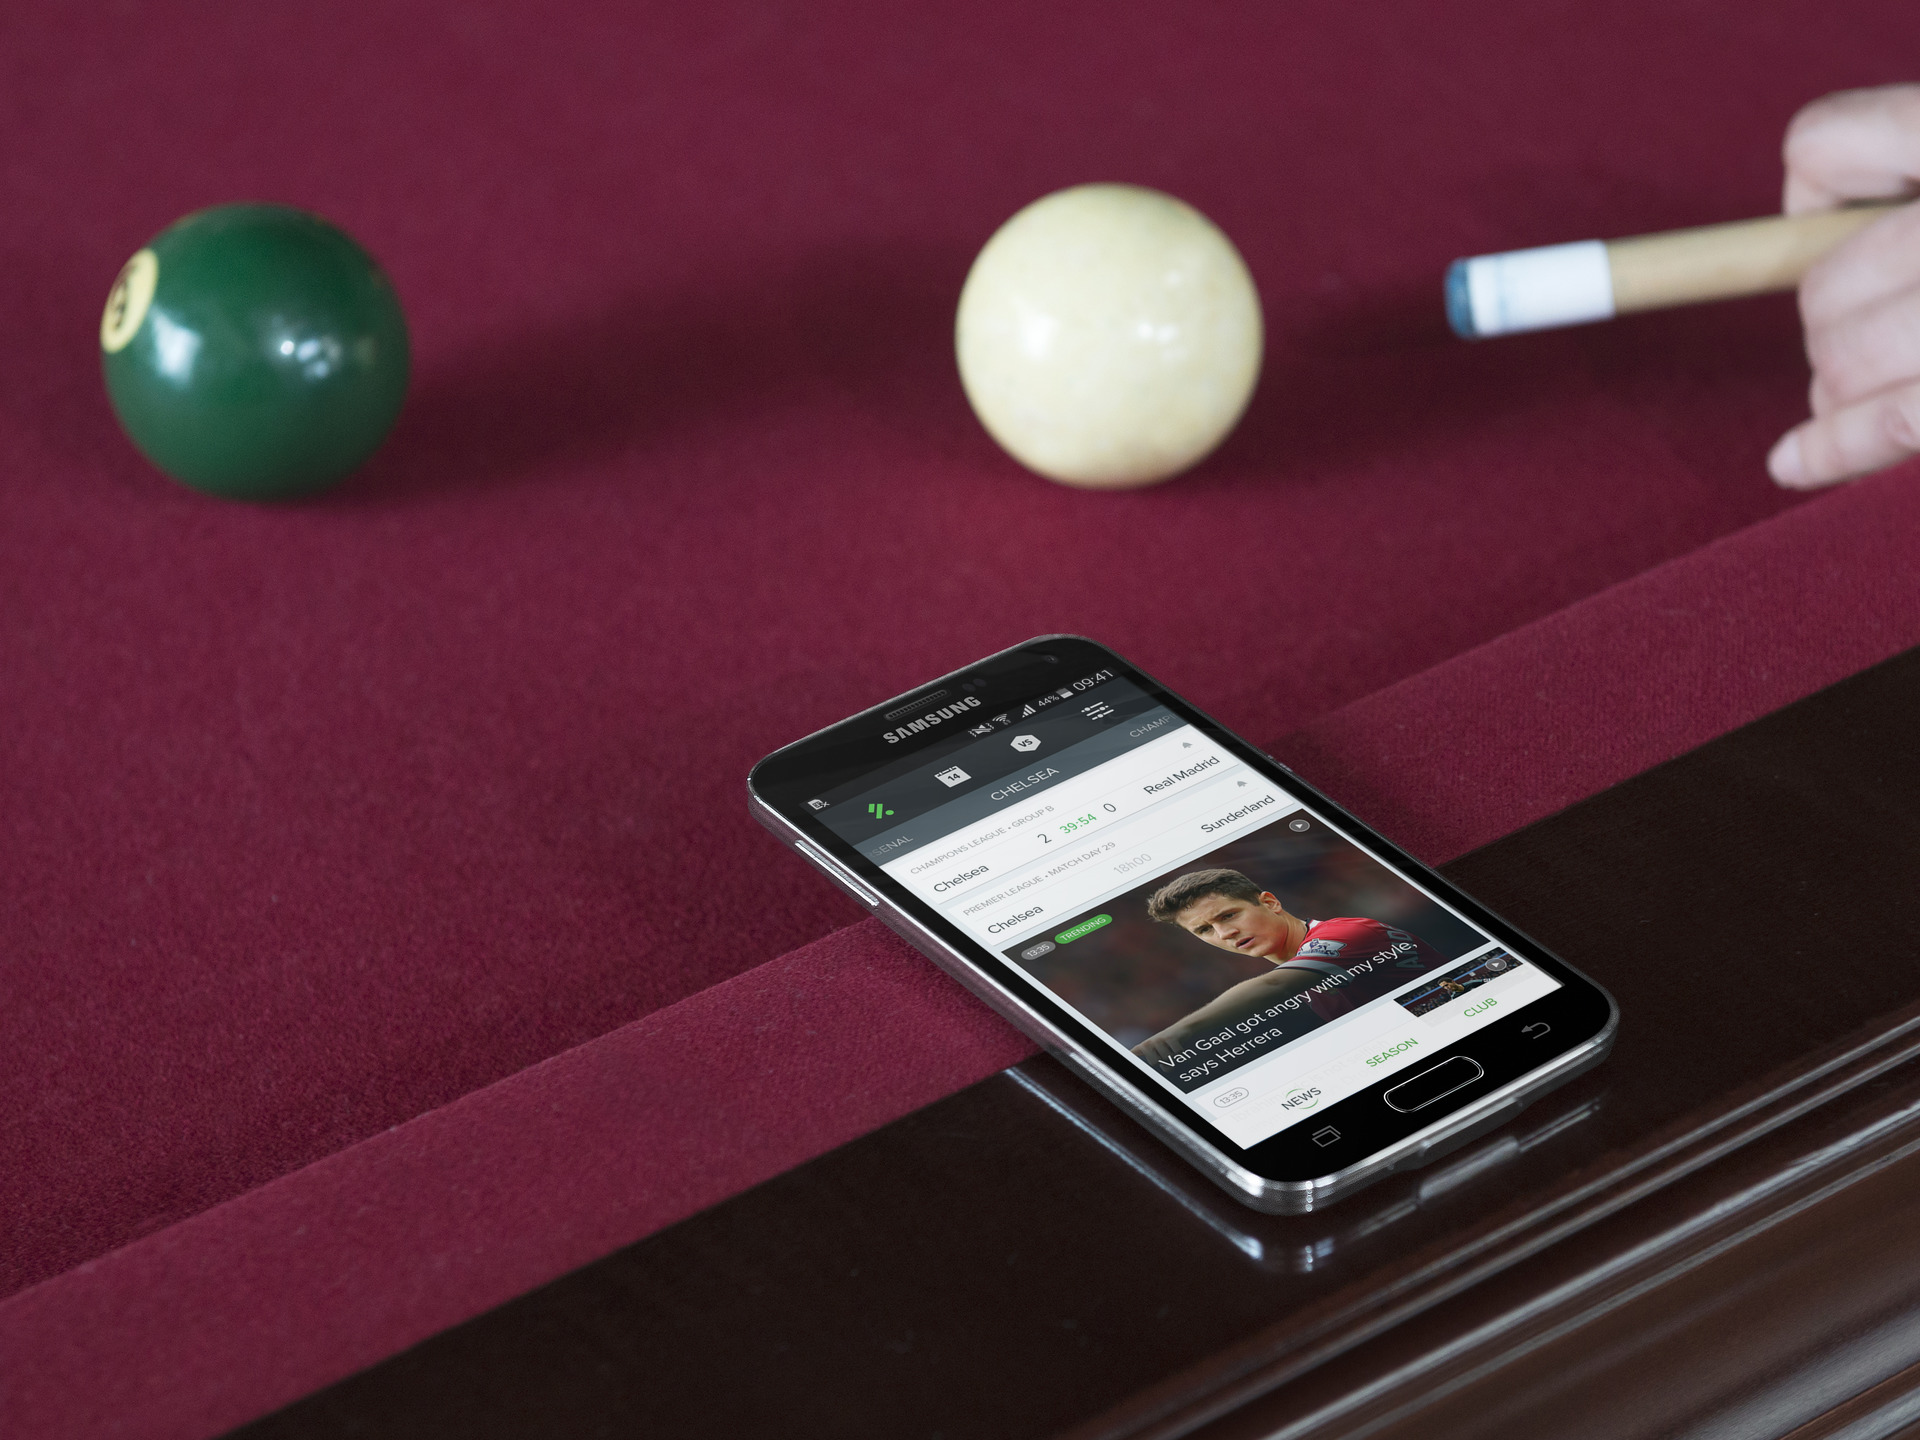 SAMSUNG
44% 09:41
14
VS
SENAL CHELSEA CHAMPI
CHAMPIONS LEAGUE • GROUP B
Chelsea 2 39:54 0 Real Madrid
PREMIER LEAGUE • MATCH DAY 29
Chelsea 18h00 Sunderland
13:35 TRENDING
Van Gaal got angry with my style,
says Herrera
13:35
NEWS SEASON CLUB